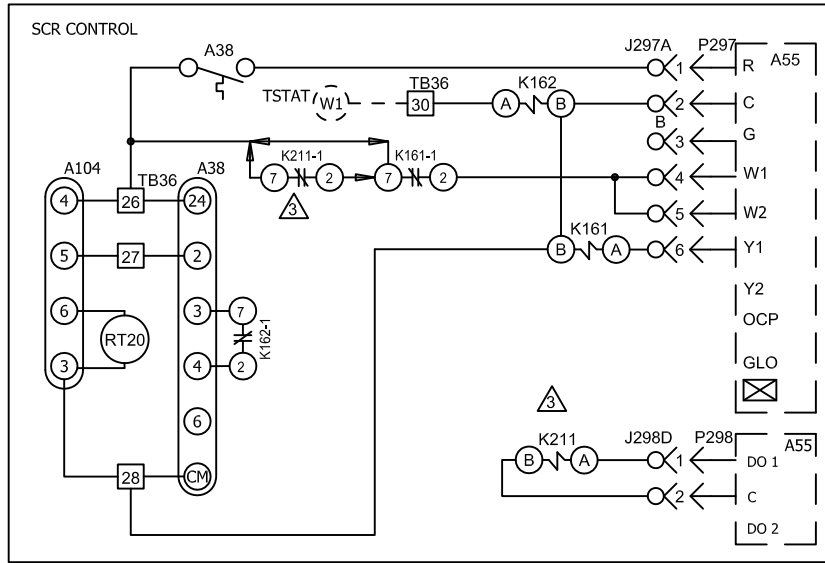 SCR CONTROL
A38
J297A P297
A55
1 R
TSTAT W1 TB36 30 A K162 B 2 C
B 3 G
K211-1 K161-1
7 2 7 2 4 W1
3
5 W2
B K161 A 6 Y1
Y2
OCP
GLO
A104 TB36 A38
4 26 24
5 27 2
6 3 7
RT20 K162-1
3 4 2
6
28 CM
3
K211 J298D P298 A55
B A 1 DO 1
2 C
DO 2